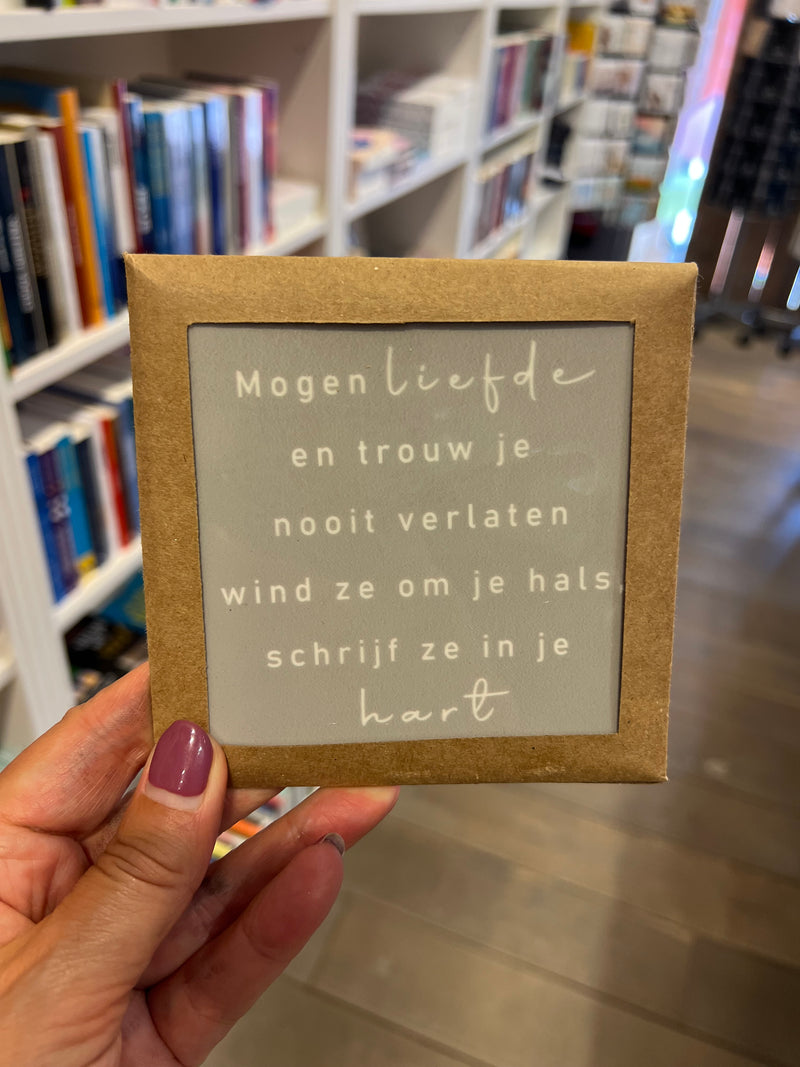 Mogen liefde
en trouw je
nooit verlaten
wind ze om je hals,
schrijf ze in je
hart